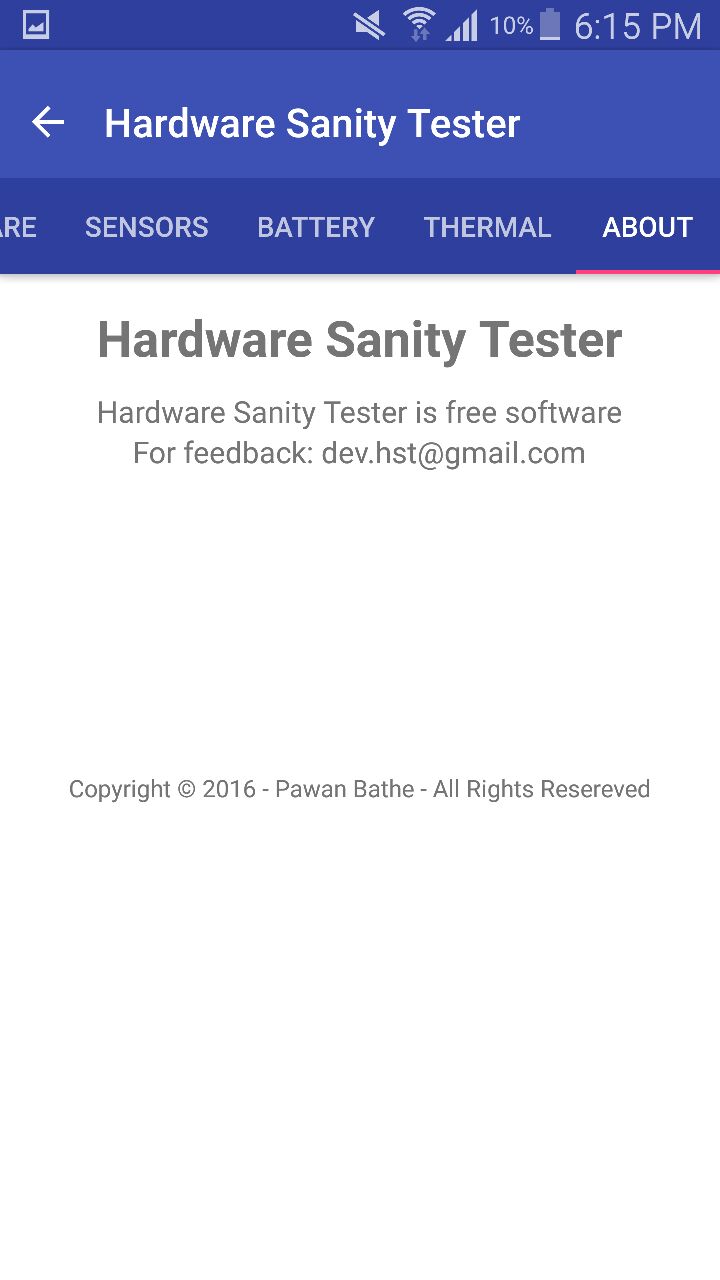 10% 6:15 PM
Hardware Sanity Tester
ARE SENSORS BATTERY THERMAL ABOUT
Hardware Sanity Tester
Hardware Sanity Tester is free software
For feedback: dev.hst@gmail.com
Copyright © 2016 - Pawan Bathe - All Rights Resereved